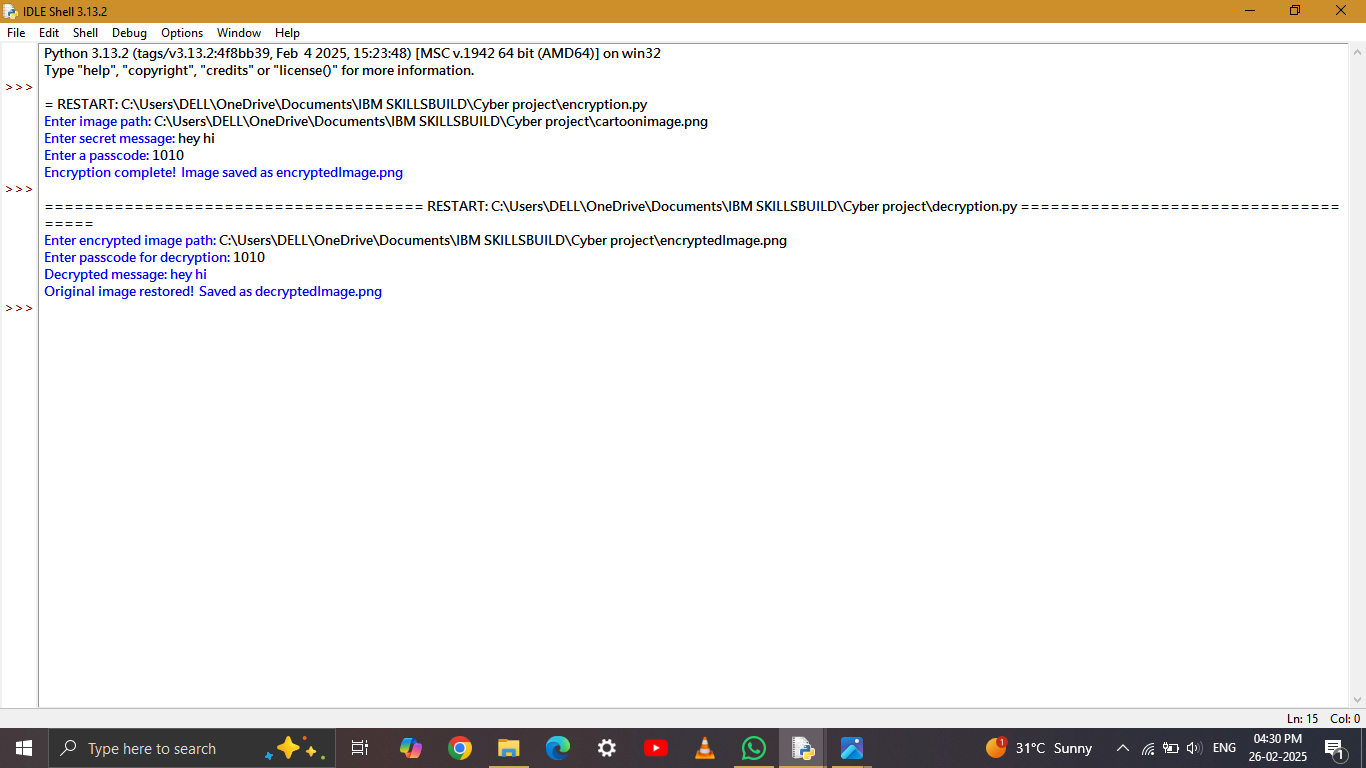 IDLE Shell 3.13.2
File Edit Shell Debug Options Window Help
Python 3.13.2 (tags/v3.13.2:4f8bb39, Feb  4 2025, 15:23:48) [MSC v.1942 64 bit (AMD64)] on win32
Type "help", "copyright", "credits" or "license()" for more information.
>>>
= RESTART: C:\Users\DELL\OneDrive\Documents\IBM SKILLSBUILD\Cyber project\encryption.py
Enter image path: C:\Users\DELL\OneDrive\Documents\IBM SKILLSBUILD\Cyber project\cartoonimage.png
Enter secret message: hey hi
Enter a passcode: 1010
Encryption complete! Image saved as encryptedImage.png
>>>
====================================== RESTART: C:\Users\DELL\OneDrive\Documents\IBM SKILLSBUILD\Cyber project\decryption.py ================================
=====
Enter encrypted image path: C:\Users\DELL\OneDrive\Documents\IBM SKILLSBUILD\Cyber project\encryptedImage.png
Enter passcode for decryption: 1010
Decrypted message: hey hi
Original image restored! Saved as decryptedImage.png
>>>
Ln: 15 Col: 0
Type here to search
1 31°C Sunny ENG 04:30 PM
26-02-2025
1